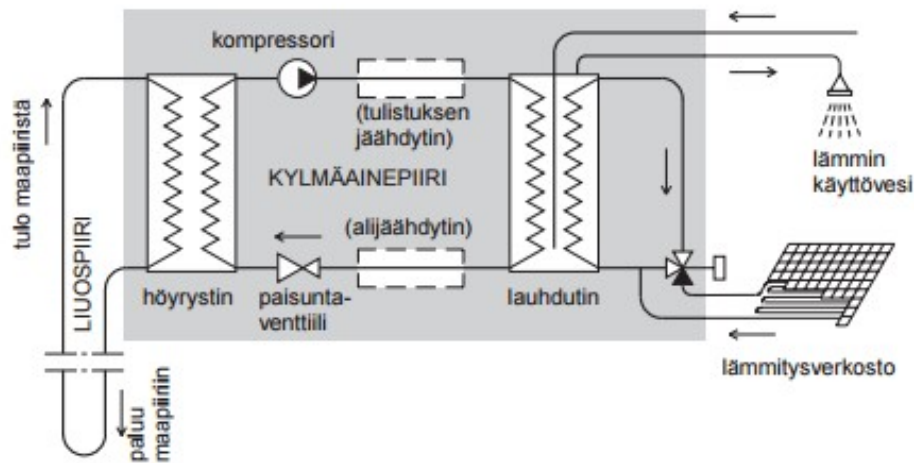 kompressori
(tulistuksen
jäähdytin)
lämmin
käyttövesi
tulo maapiiristä
LIUOSPIIRI
KYLMÄAINEPIIRI
(alijäähdytin)
höyrystin
paisunta-
venttiili
lauhdutin
lämmitysverkosto
paluu
maapiiriin